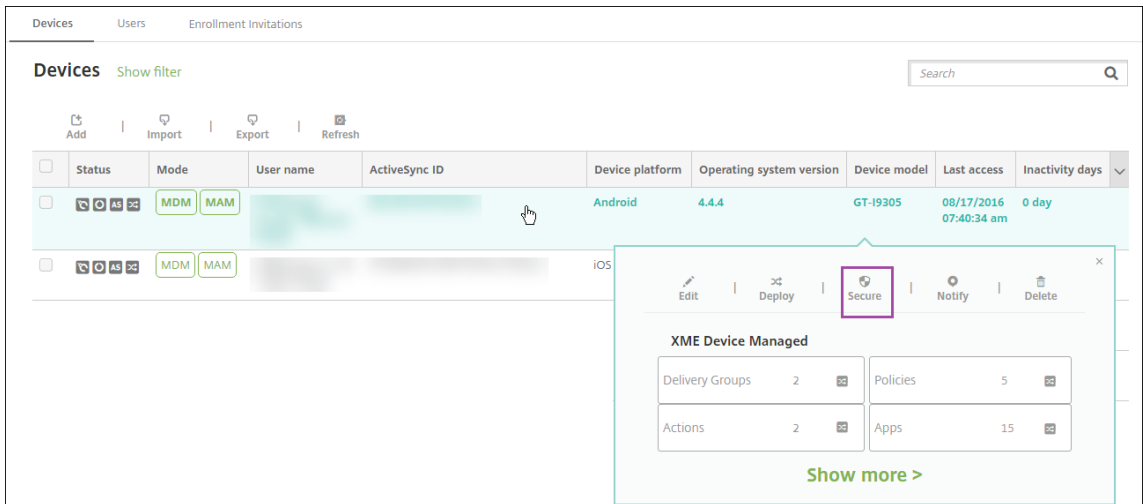 Devices Users Enrollment Invitations
Devices Show filter Search
Add | Import | Export | Refresh
Status Mode User name ActiveSync ID Device platform Operating system version Device model Last access Inactivity days
AS MDM MAM Android 4.4.4 GT-I9305 08/17/2016 0 day
07:40:34 am
AS MDM MAM iOS
×
Edit | Deploy | Secure | Notify | Delete
XME Device Managed
Delivery Groups 2 Policies 5
Actions 2 Apps 15
Show more >